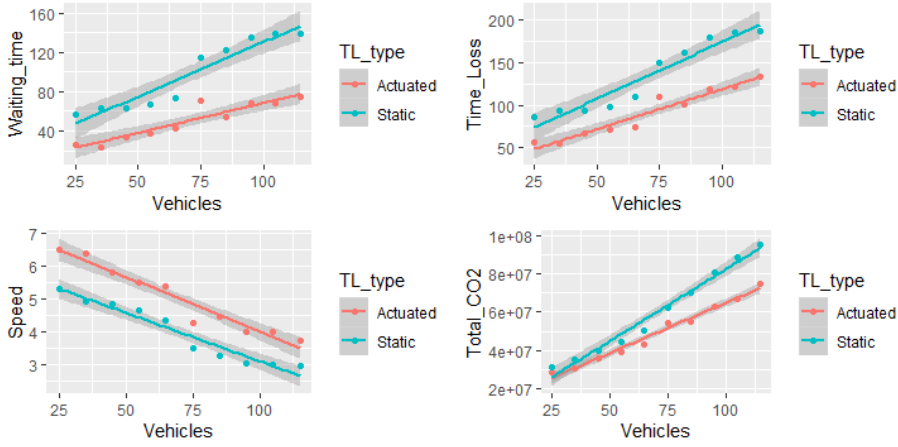 Waiting_time
160
120
80
40
25
50
75
100
Vehicles
TL_type
Actuated
Static
Time_Loss
200
150
100
50
25
50
75
100
Vehicles
TL_type
Actuated
Static
Speed
7
6
5
4
3
25
50
75
100
Vehicles
TL_type
Actuated
Static
Total_CO2
1e+08
8e+07
6e+07
4e+07
2e+07
25
50
75
100
Vehicles
TL_type
Actuated
Static